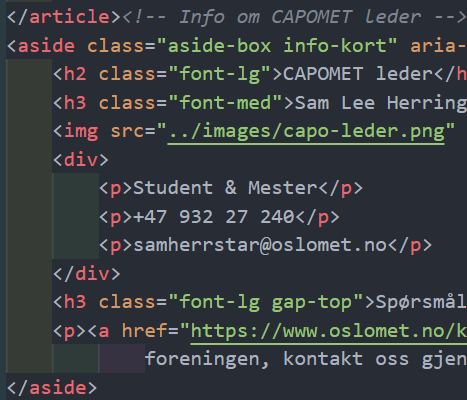 </article><!-- Info om CAPOMET leder -->
<aside class="aside-box info-kort" aria-
<h2 class="font-lg">CAPOMET leder</h
<h3 class="font-med">Sam Lee Herring
<img src="../images/capo-leder.png"
<div>
<p>Student & Mester</p>
<p>+47 932 27 240</p>
<p>samherrstar@oslomet.no</p>
</div>
<h3 class="font-lg gap-top">Spørsmål
<p><a href="https://www.oslomet.no/k
foreningen, kontakt oss gjen
</aside>